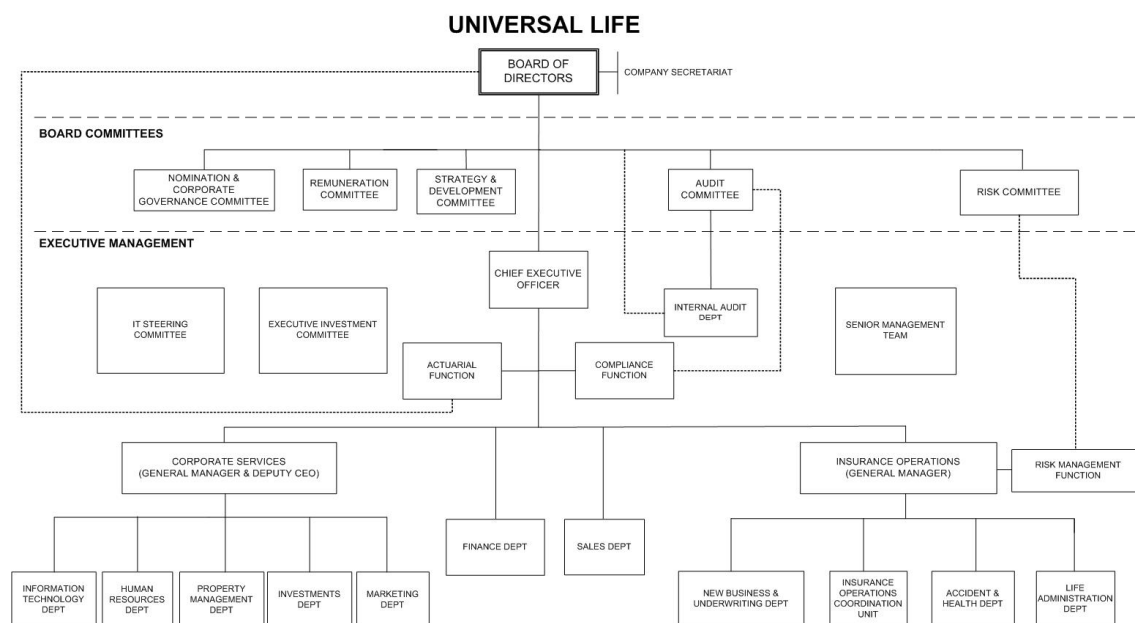 UNIVERSAL LIFE
BOARD OF
DIRECTORS
COMPANY SECRETARIAT
BOARD COMMITTEES
NOMINATION &
CORPORATE
GOVERNANCE COMMITTEE
REMUNERATION
COMMITTEE
STRATEGY &
DEVELOPMENT
COMMITTEE
AUDIT
COMMITTEE
RISK COMMITTEE
EXECUTIVE MANAGEMENT
CHIEF EXECUTIVE
OFFICER
IT STEERING
COMMITTEE
EXECUTIVE INVESTMENT
COMMITTEE
INTERNAL AUDIT
DEPT
SENIOR MANAGEMENT
TEAM
ACTUARIAL
FUNCTION
COMPLIANCE
FUNCTION
CORPORATE SERVICES
(GENERAL MANAGER & DEPUTY CEO)
INSURANCE OPERATIONS
(GENERAL MANAGER)
RISK MANAGEMENT
FUNCTION
FINANCE DEPT
SALES DEPT
INFORMATION
TECHNOLOGY
DEPT
HUMAN
RESOURCES
DEPT
PROPERTY
MANAGEMENT
DEPT
INVESTMENTS
DEPT
MARKETING
DEPT
NEW BUSINESS &
UNDERWRITING DEPT
INSURANCE
OPERATIONS
COORDINATION
UNIT
ACCIDENT &
HEALTH DEPT
LIFE
ADMINISTRATION
DEPT